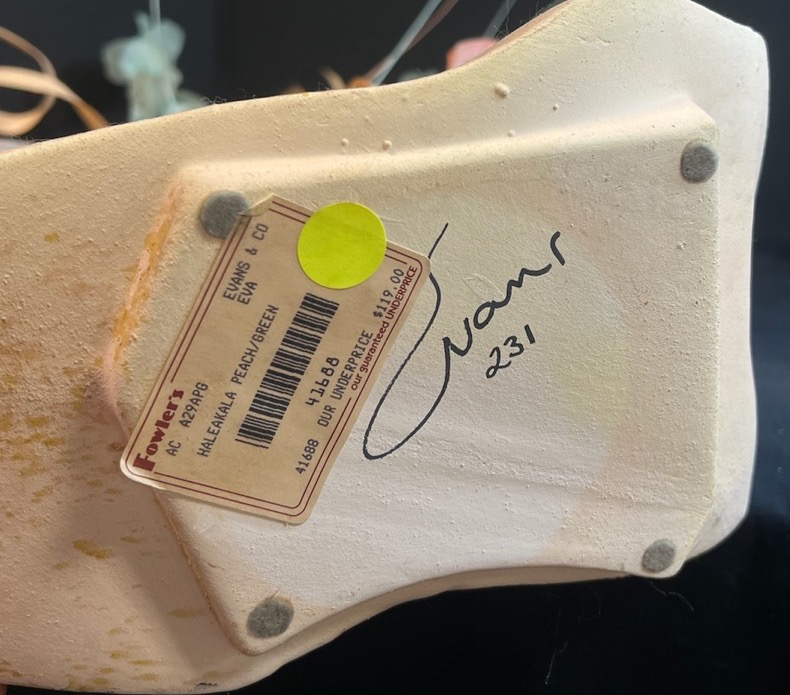 Fowler's
EVANS & CO
EVA
AC A29APG
HALEAKALA PEACH/GREEN
41688
41688 OUR UNDERPRICE $119.00
our guaranteed UNDERPRICE
Evans
231